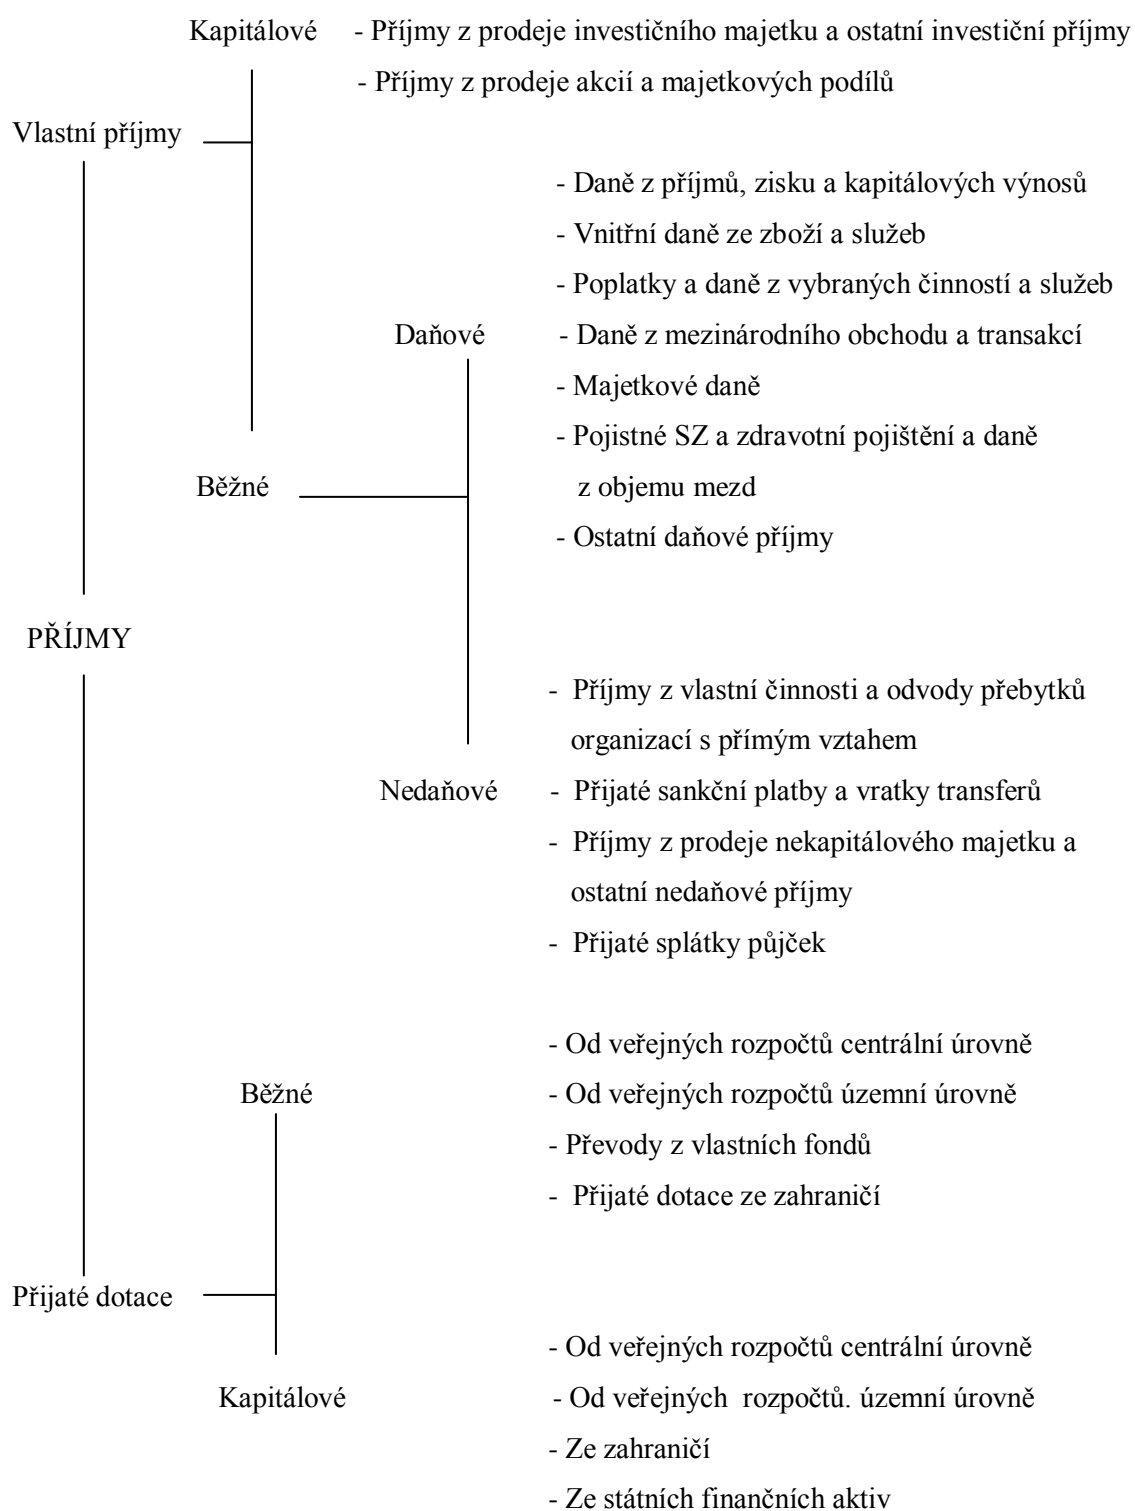 Kapitálové - Příjmy z prodeje investičního majetku a ostatní investiční příjmy
- Příjmy z prodeje akcií a majetkových podílů
Vlastní příjmy
- Daně z příjmů, zisku a kapitálových výnosů
- Vnitřní daně ze zboží a služeb
- Poplatky a daně z vybraných činností a služeb
Daňové - Daně z mezinárodního obchodu a transakcí
- Majetkové daně
- Pojistné SZ a zdravotní pojištění a daně
Běžné z objemu mezd
- Ostatní daňové příjmy
PŘÍJMY
- Příjmy z vlastní činnosti a odvody přebytků
organizací s přímým vztahem
Nedaňové - Přijaté sankční platby a vratky transferů
- Příjmy z prodeje nekapitálového majetku a
ostatní nedaňové příjmy
- Přijaté splátky půjček
- Od veřejných rozpočtů centrální úrovně
Běžné - Od veřejných rozpočtů územní úrovně
- Převody z vlastních fondů
- Přijaté dotace ze zahraničí
Přijaté dotace
- Od veřejných rozpočtů centrální úrovně
Kapitálové - Od veřejných rozpočtů. územní úrovně
- Ze zahraničí
- Ze státních finančních aktiv